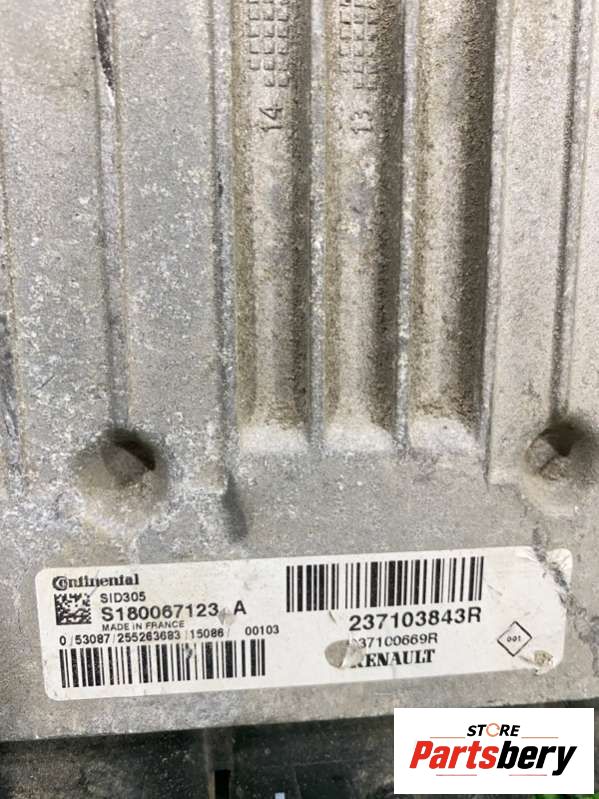 14
13
Continental
SID305
S180067123 A
MADE IN FRANCE
0/53087/255263683/15086/ 00103
237103843R
237100669R
RENAULT
001
STORE
Partsbery